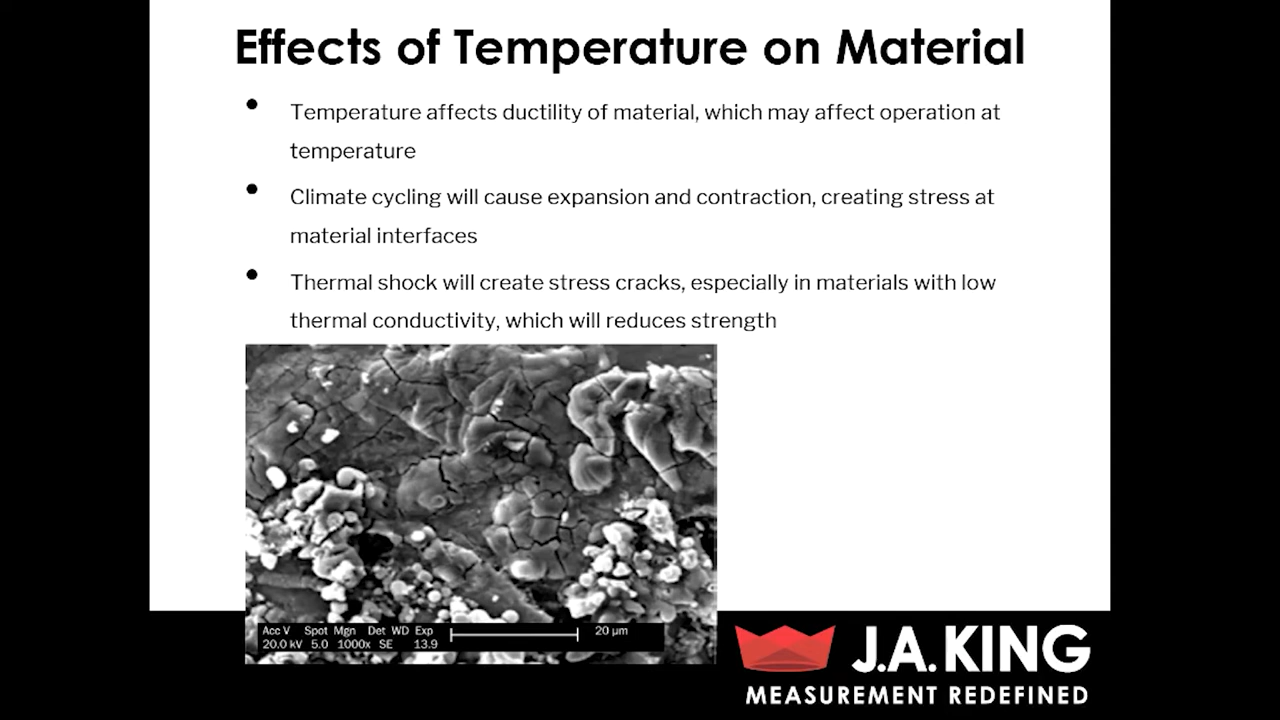 Effects of Temperature on Material
• Temperature affects ductility of material, which may affect operation at
temperature
• Climate cycling will cause expansion and contraction, creating stress at
material interfaces
• Thermal shock will create stress cracks, especially in materials with low
thermal conductivity, which will reduces strength
Acc V Spot Mgn Det WD Exp 20 µm
20.0 kV 5.0 1000x SE 13.9
J.A. KING
MEASUREMENT REDEFINED